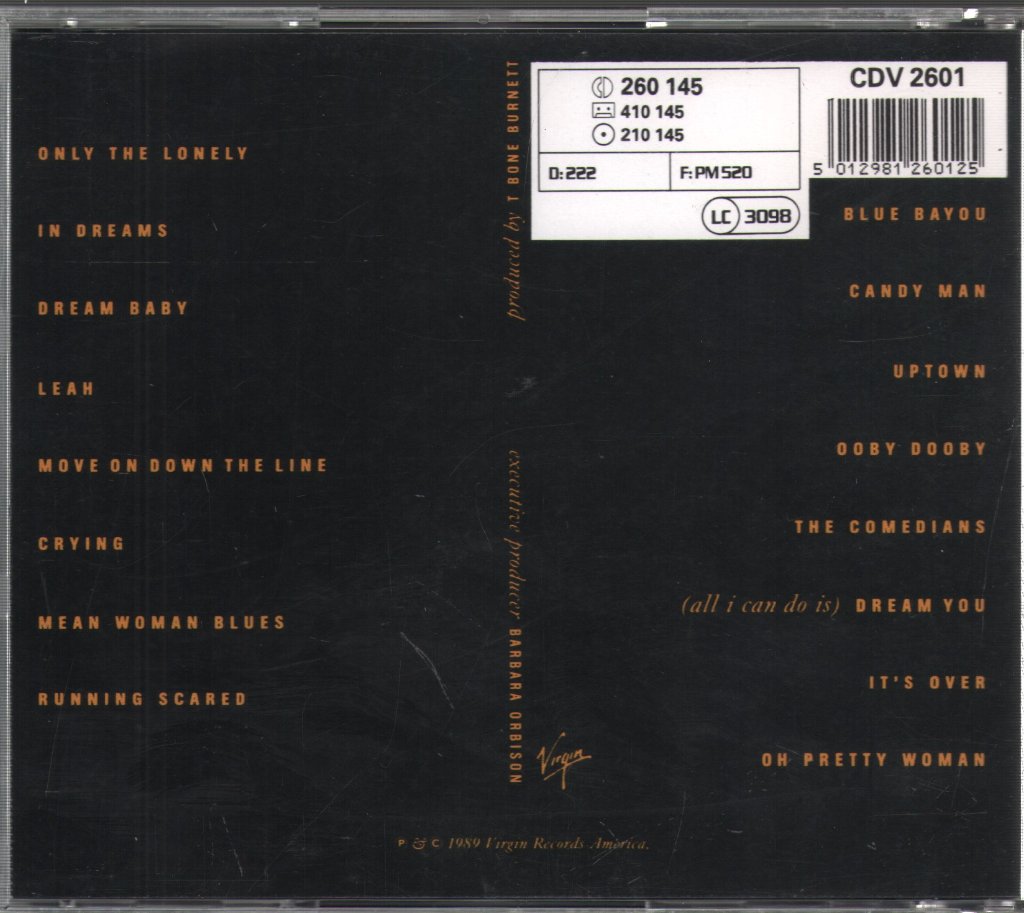 ONLY THE LONELY
IN DREAMS
DREAM BABY
LEAH
MOVE ON DOWN THE LINE
CRYING
MEAN WOMAN BLUES
RUNNING SCARED
produced by T BONE BURNETT
executive producer BARBARA ORBISON
260 145
410 145
210 145
D: 222
F: PM 520
LC 3098
CDV 2601
5 012981 260125
BLUE BAYOU
CANDY MAN
UPTOWN
OOBY DOOBY
THE COMEDIANS
(all i can do is) DREAM YOU
IT'S OVER
OH PRETTY WOMAN
Virgin
P & C 1989 Virgin Records America.